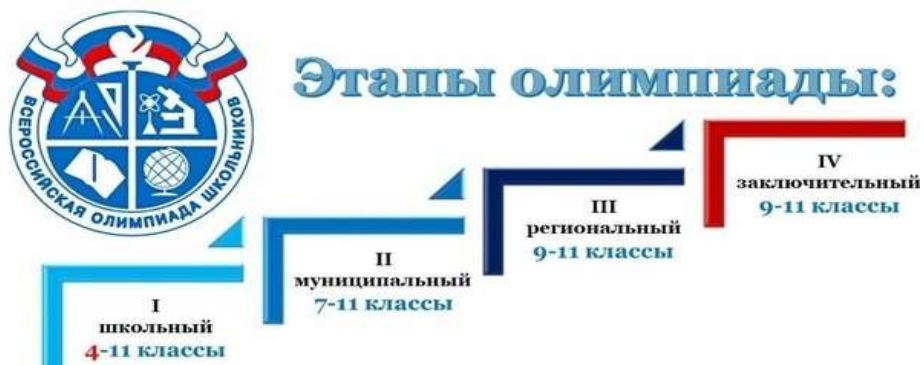 ВСЕРОССИЙСКАЯ ОЛИМПИАДА ШКОЛЬНИКОВ
Этапы олимпиады:
I
школьный
4-11 классы
II
муниципальный
7-11 классы
III
региональный
9-11 классы
IV
заключительный
9-11 классы